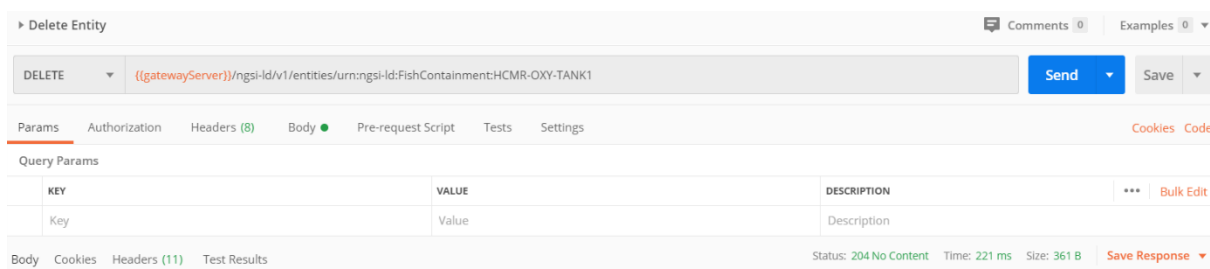 Delete Entity Comments 0 Examples 0
DELETE {{gatewayServer}}/ngsi-ld/v1/entities/urn:ngsi-ld:FishContainment:HCMR-OXY-TANK1 Send Save
Params Authorization Headers (8) Body Pre-request Script Tests Settings Cookies Code
Query Params
KEY VALUE DESCRIPTION ••• Bulk Edit
Key Value Description
Body Cookies Headers (11) Test Results Status: 204 No Content Time: 221 ms Size: 361 B Save Response